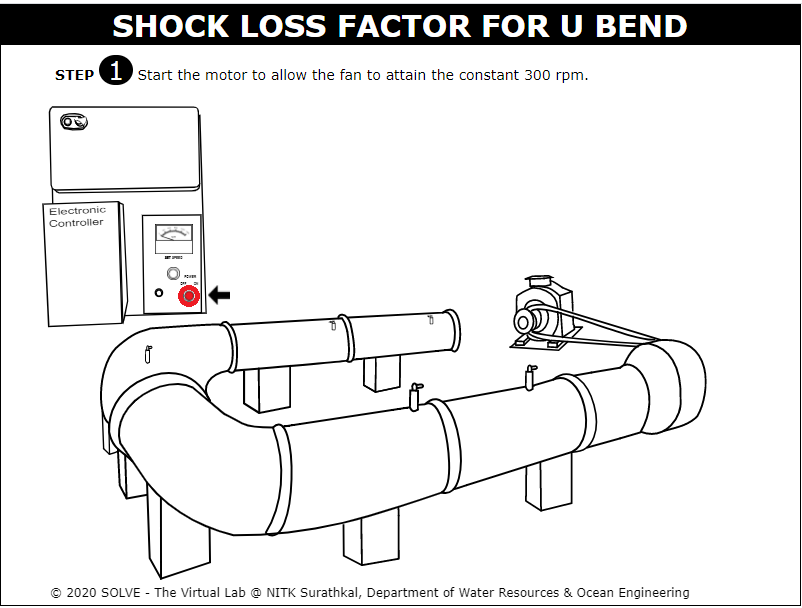 SHOCK LOSS FACTOR FOR U BEND
STEP 1 Start the motor to allow the fan to attain the constant 300 rpm.
Electronic
Controller
SET SPEED
POWER
OFF ON
© 2020 SOLVE - The Virtual Lab @ NITK Surathkal, Department of Water Resources & Ocean Engineering